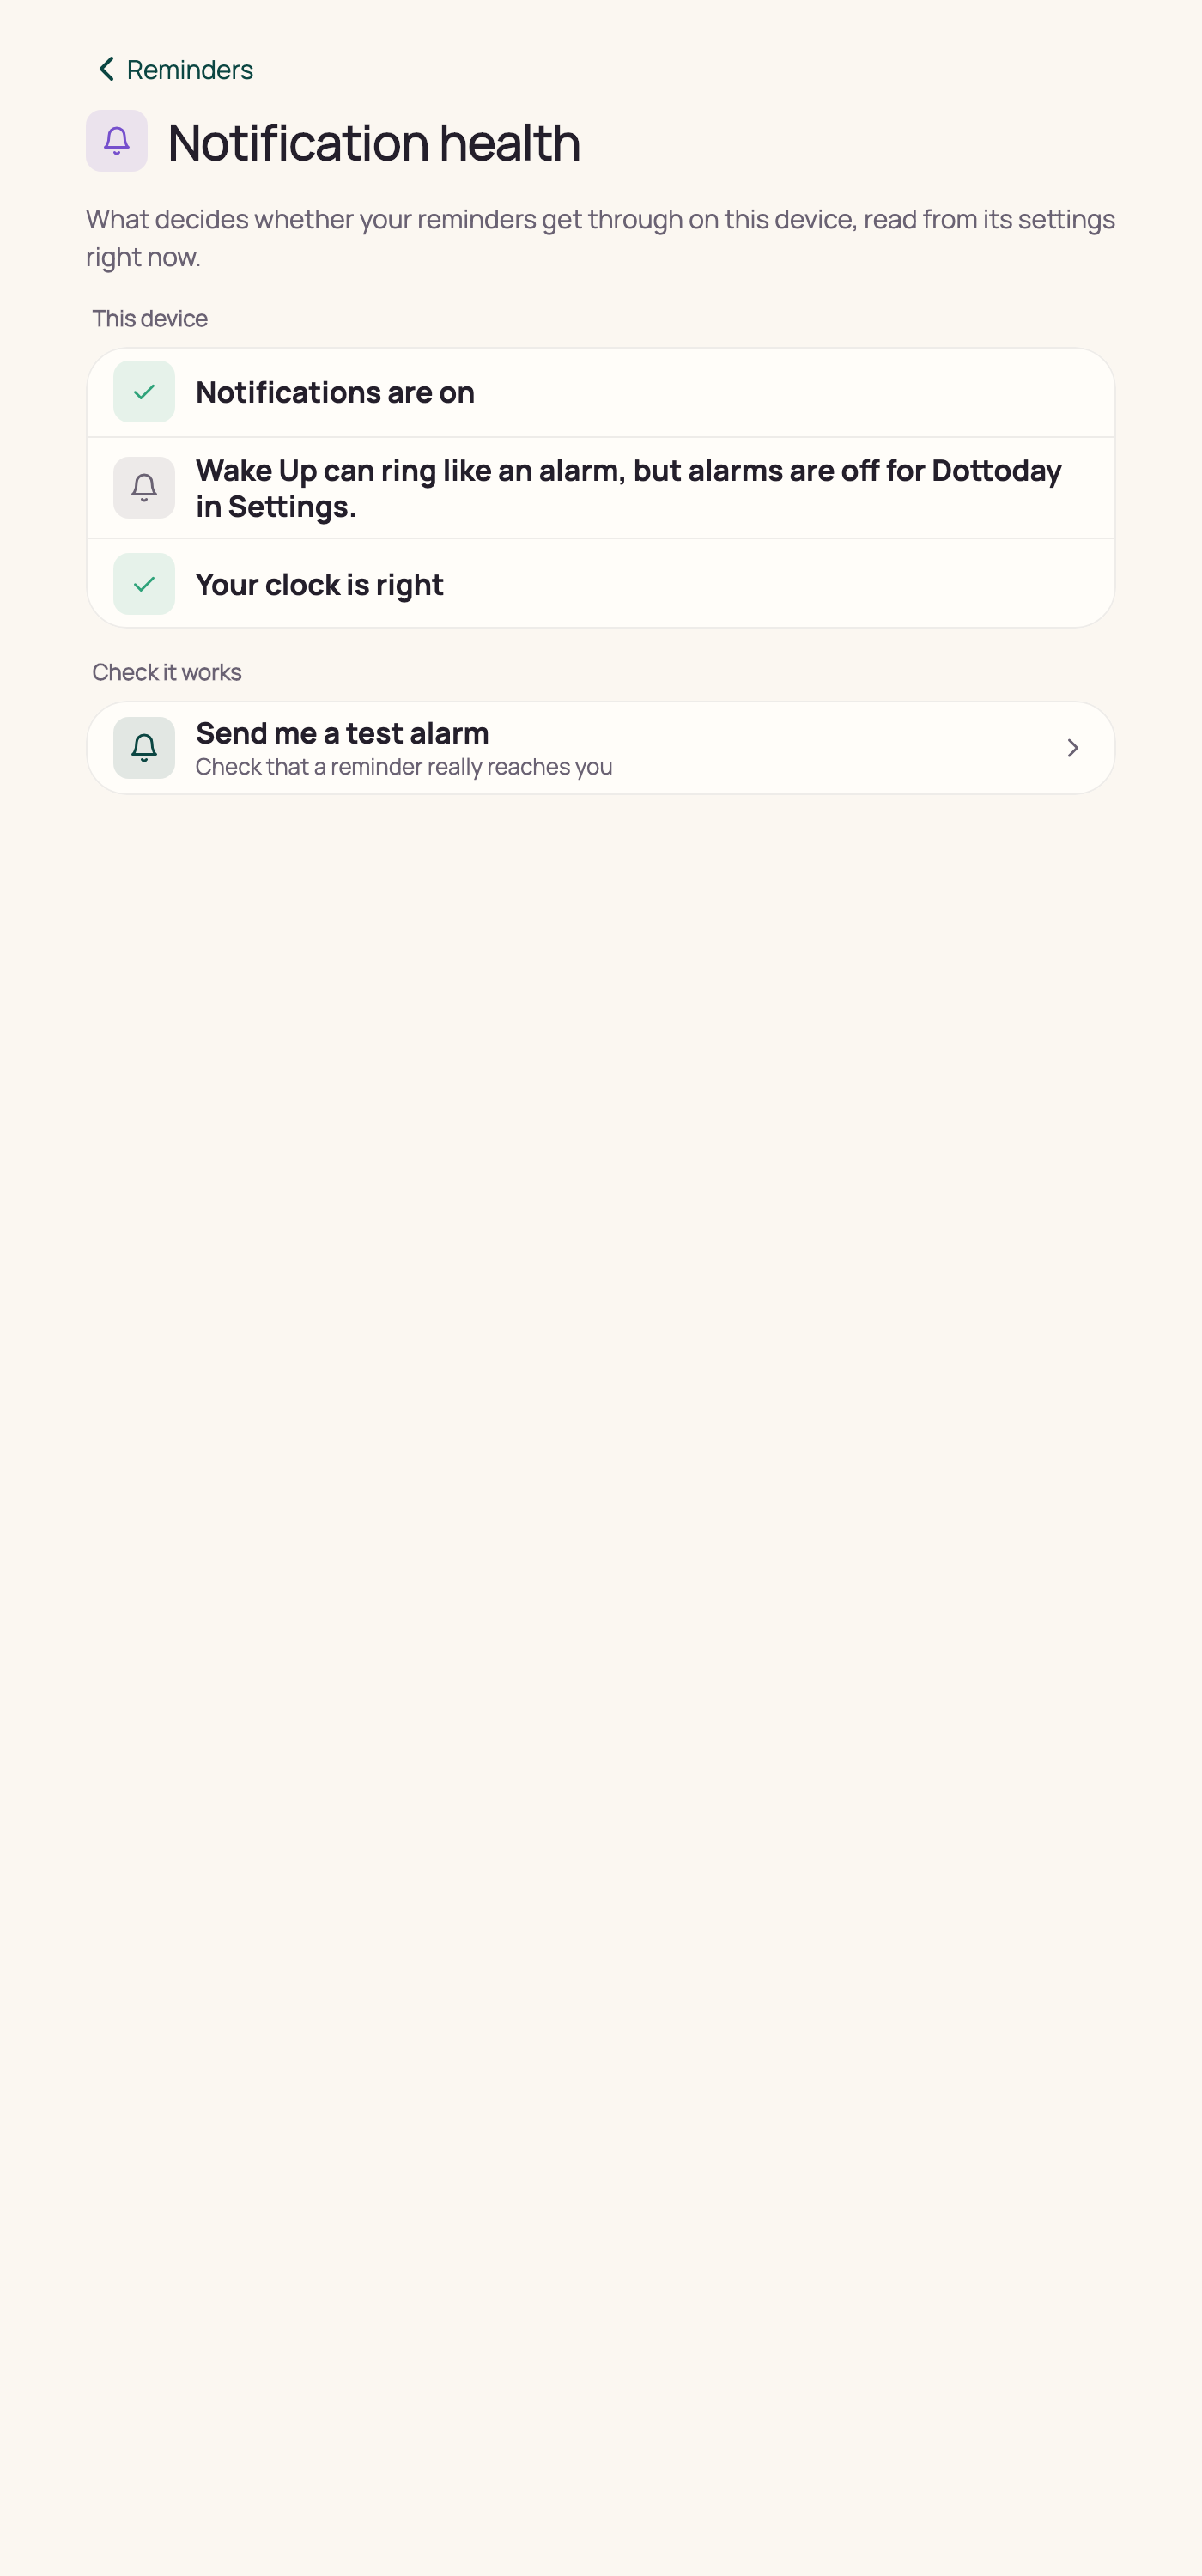 Reminders
Notification health
What decides whether your reminders get through on this device, read from its settings
right now.
This device
Notifications are on
Wake Up can ring like an alarm, but alarms are off for Dottoday
in Settings.
Your clock is right
Check it works
Send me a test alarm
Check that a reminder really reaches you